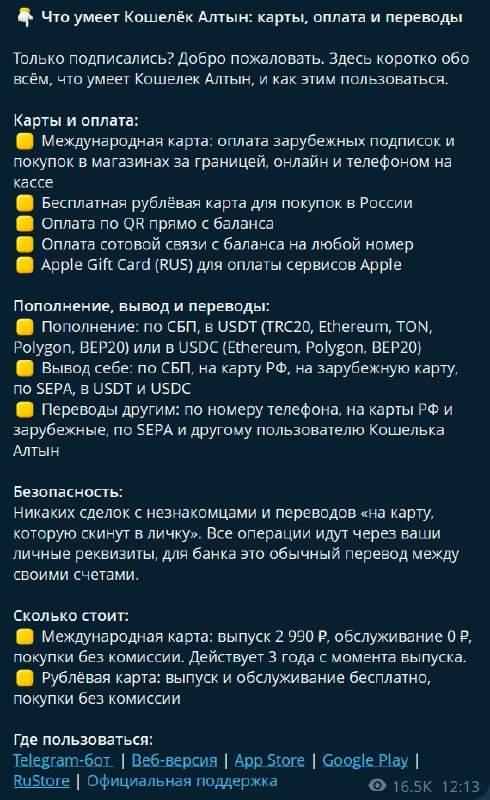 Что умеет Кошелёк Алтын: карты, оплата и переводы
Только подписались? Добро пожаловать. Здесь коротко обо
всём, что умеет Кошелек Алтын, и как этим пользоваться.
Карты и оплата:
Международная карта: оплата зарубежных подписок и
покупок в магазинах за границей, онлайн и телефоном на
кассе
Бесплатная рублёвая карта для покупок в России
Оплата по QR прямо с баланса
Оплата сотовой связи с баланса на любой номер
Apple Gift Card (RUS) для оплаты сервисов Apple
Пополнение, вывод и переводы:
Пополнение: по СБП, в USDT (TRC20, Ethereum, TON,
Polygon, BEP20) или в USDC (Ethereum, Polygon, BEP20)
Вывод себе: по СБП, на карту РФ, на зарубежную карту,
по SEPA, в USDT и USDC
Переводы другим: по номеру телефона, на карты РФ и
зарубежные, по SEPA и другому пользователю Кошелька
Алтын
Безопасность:
Никаких сделок с незнакомцами и переводов «на карту,
которую скинут в личку». Все операции идут через ваши
личные реквизиты, для банка это обычный перевод между
своими счетами.
Сколько стоит:
Международная карта: выпуск 2 990 ₽, обслуживание 0 ₽,
покупки без комиссии. Действует 3 года с момента выпуска.
Рублёвая карта: выпуск и обслуживание бесплатно,
покупки без комиссии
Где пользоваться:
Telegram-бот | Веб-версия | App Store | Google Play |
RuStore | Официальная поддержка
16.5K 12:13